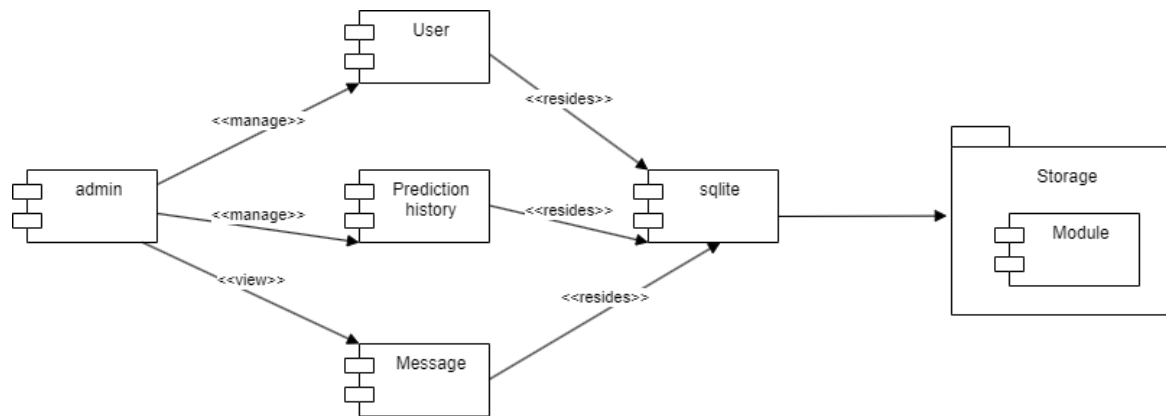 User
<<manage>>
<<resides>>
admin
Prediction
history
sqlite
Storage
<<manage>>
<<resides>>
Module
<<view>>
<<resides>>
Message